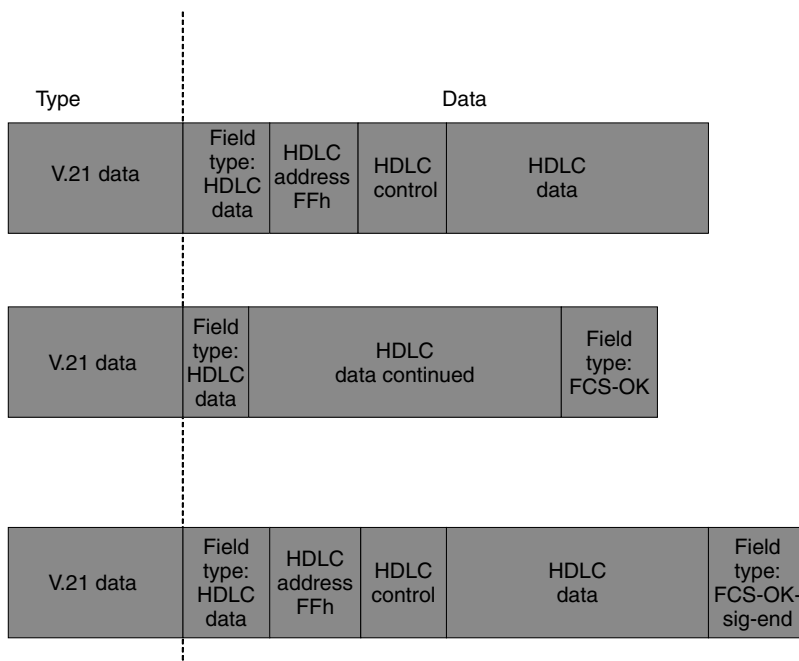 Type
Data
V.21 data
Field
type:
HDLC
data
HDLC
address
FFh
HDLC
control
HDLC
data
V.21 data
Field
type:
HDLC
data
HDLC
data continued
Field
type:
FCS-OK
V.21 data
Field
type:
HDLC
data
HDLC
address
FFh
HDLC
control
HDLC
data
Field
type:
FCS-OK-
sig-end